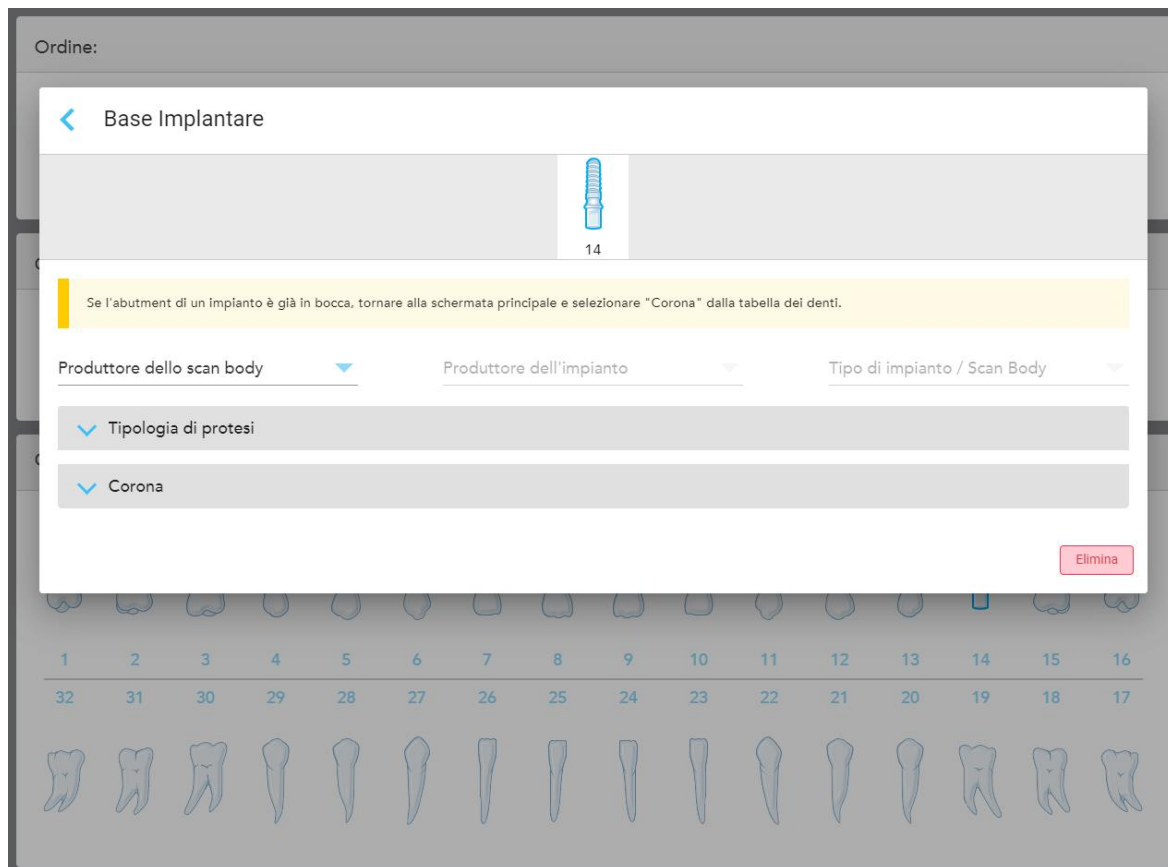 Ordine:
Base Implantare
14
Se l'abutment di un impianto è già in bocca, tornare alla schermata principale e selezionare "Corona" dalla tabella dei denti.
Produttore dello scan body Produttore dell'impianto Tipo di impianto / Scan Body
Tipologia di protesi
Corona
Elimina
1 2 3 4 5 6 7 8 9 10 11 12 13 14 15 16
32 31 30 29 28 27 26 25 24 23 22 21 20 19 18 17